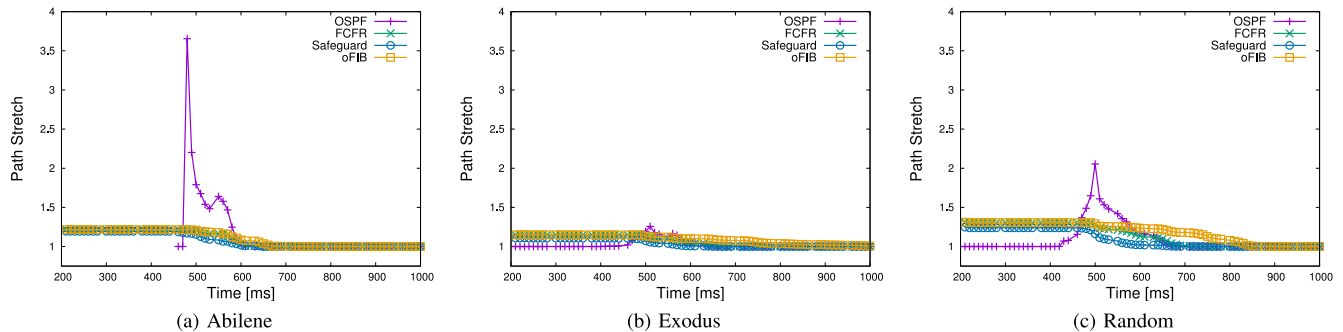 4
3.5
3
2.5
2
1.5
1
Path Stretch
OSPF
FCFR
Safeguard
oFIB
200 300 400 500 600 700 800 900 1000
Time [ms]
(a) Abilene
4
3.5
3
2.5
2
1.5
1
Path Stretch
OSPF
FCFR
Safeguard
oFIB
200 300 400 500 600 700 800 900 1000
Time [ms]
(b) Exodus
4
3.5
3
2.5
2
1.5
1
Path Stretch
OSPF
FCFR
Safeguard
oFIB
200 300 400 500 600 700 800 900 1000
Time [ms]
(c) Random